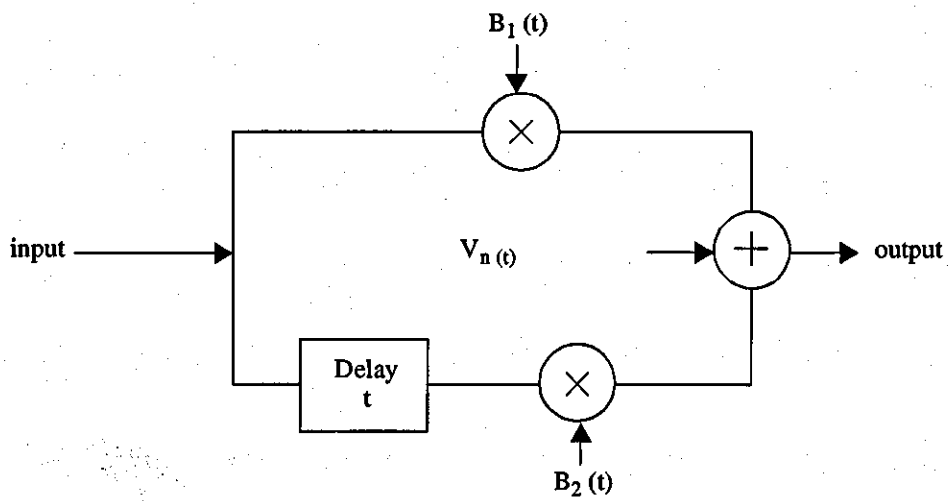 B₁ (t)
input
Vₙ (t)
output
Delay
t
B₂ (t)